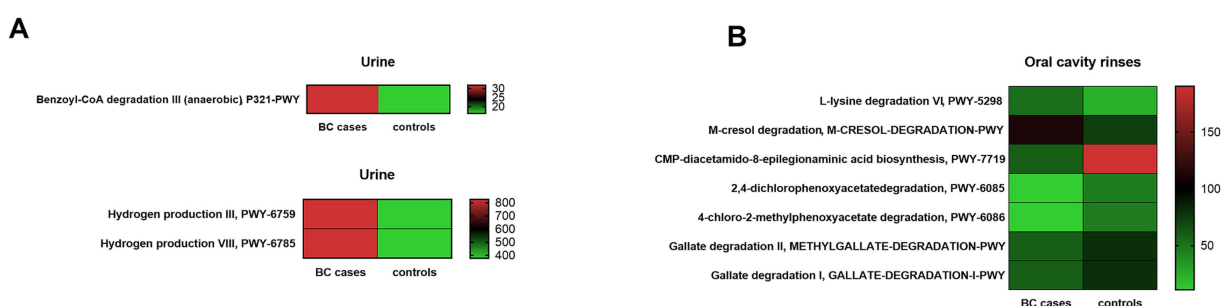 A
Urine
Benzoyl-CoA degradation III (anaerobic), P321-PWY
30
25
20
BC cases controls
Urine
Hydrogen production III, PWY-6759
Hydrogen production VIII, PWY-6785
800
700
600
500
400
BC cases controls
B
Oral cavity rinses
L-lysine degradation VI, PWY-5298
M-cresol degradation, M-CRESOL-DEGRADATION-PWY
CMP-diacetamido-8-epilegionaminic acid biosynthesis, PWY-7719
2,4-dichlorophenoxyacetatedegradation, PWY-6085
4-chloro-2-methylphenoxyacetate degradation, PWY-6086
Gallate degradation II, METHYLGALLATE-DEGRADATION-PWY
Gallate degradation I, GALLATE-DEGRADATION-I-PWY
150
100
50
BC cases controls